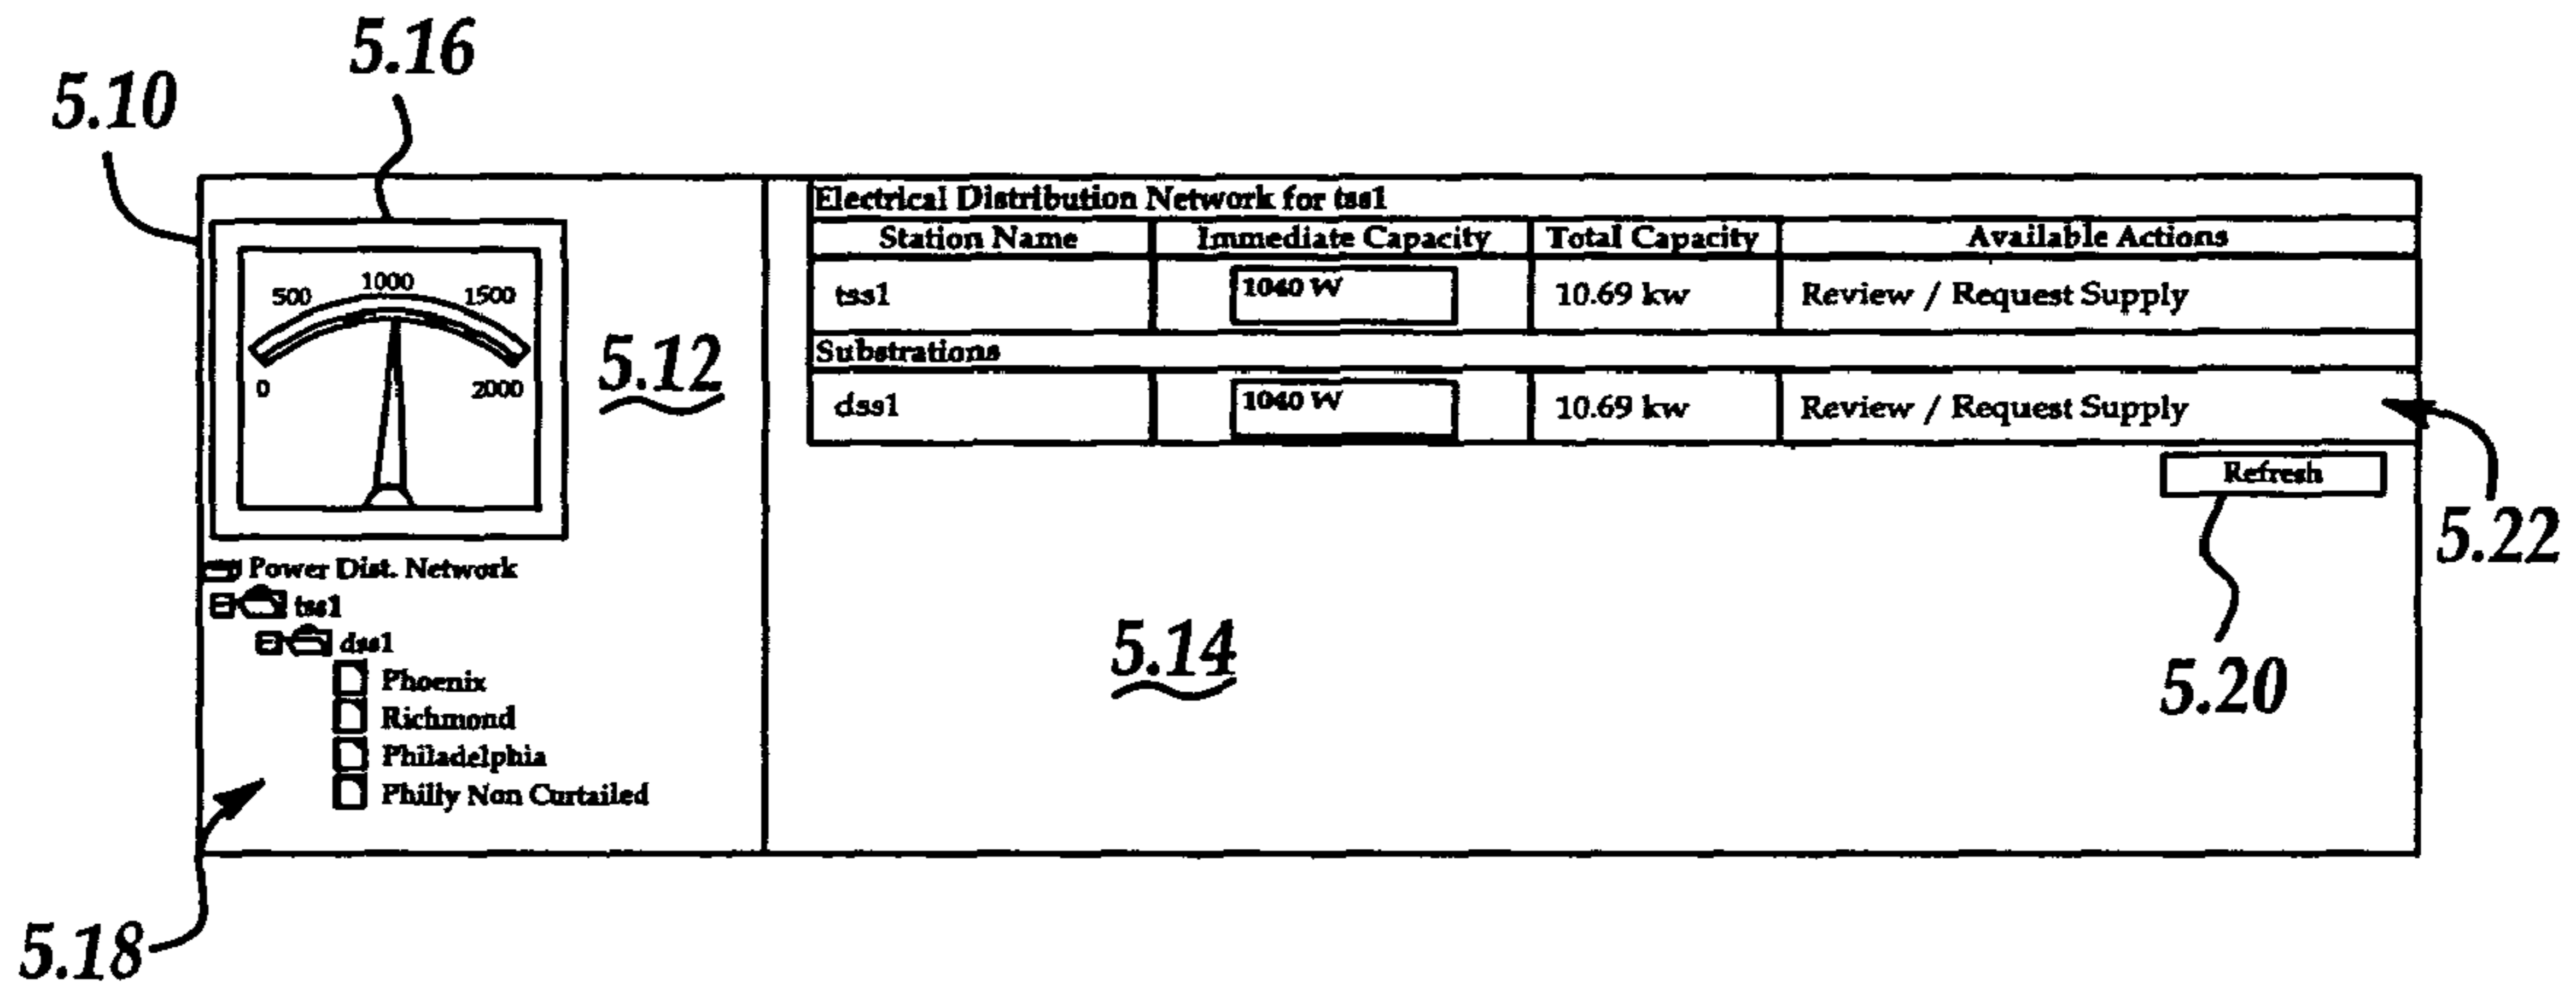 5.16
5.10
500 1000 1500
0 2000
5.12
Power Dist. Network
tss1
dss1
Phoenix
Richmond
Philadelphia
Philly Non Curtailed
5.18
Electrical Distribution Network for tss1
Station Name Immediate Capacity Total Capacity Available Actions
tss1 1040 W 10.69 kw Review / Request Supply
Substrations
dss1 1040 W 10.69 kw Review / Request Supply
Refresh
5.22
5.14
5.20